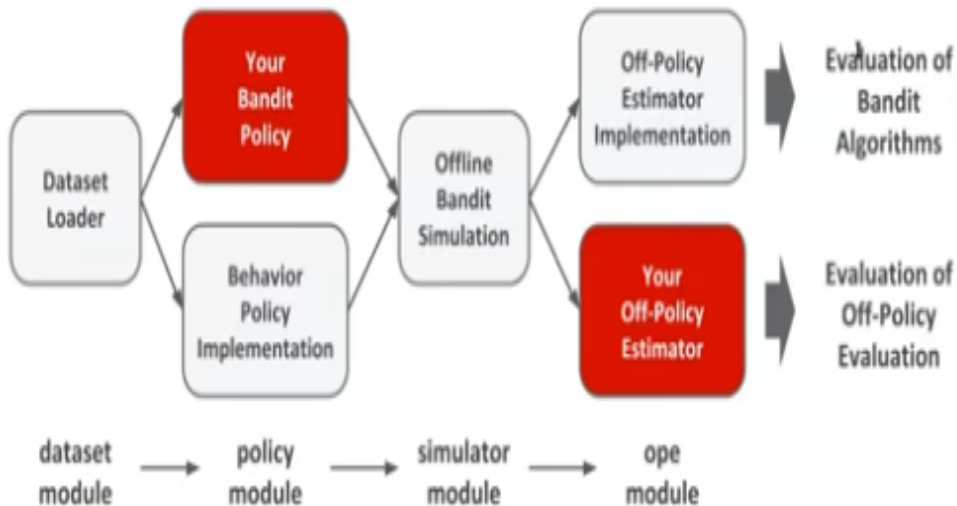 Dataset
Loader
Your
Bandit
Policy
Behavior
Policy
Implementation
Offline
Bandit
Simulation
Off-Policy
Estimator
Implementation
Your
Off-Policy
Estimator
Evaluation of
Bandit
Algorithms
Evaluation of
Off-Policy
Evaluation
dataset
module
policy
module
simulator
module
ope
module